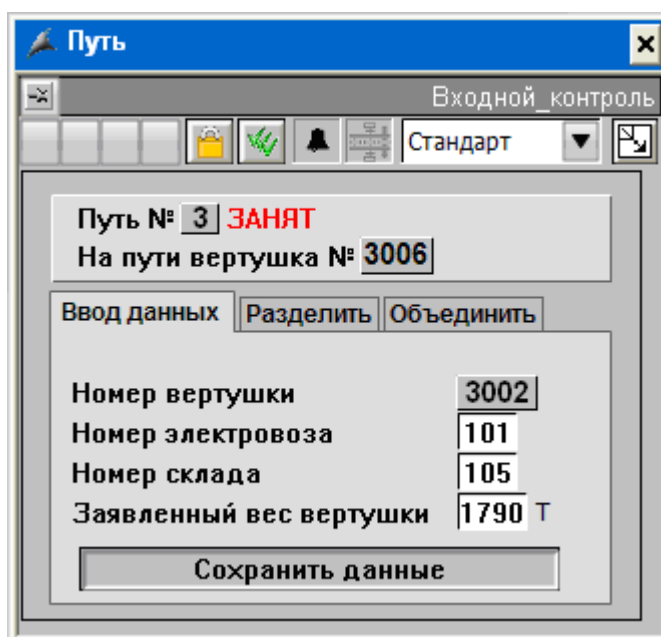 Путь
Входной_контроль
Стандарт
Путь № 3 ЗАНЯТ
На пути вертушка № 3006
Ввод данных Разделить Объединить
Номер вертушки 3002
Номер электровоза 101
Номер склада 105
Заявленный вес вертушки 1790 Т
Сохранить данные